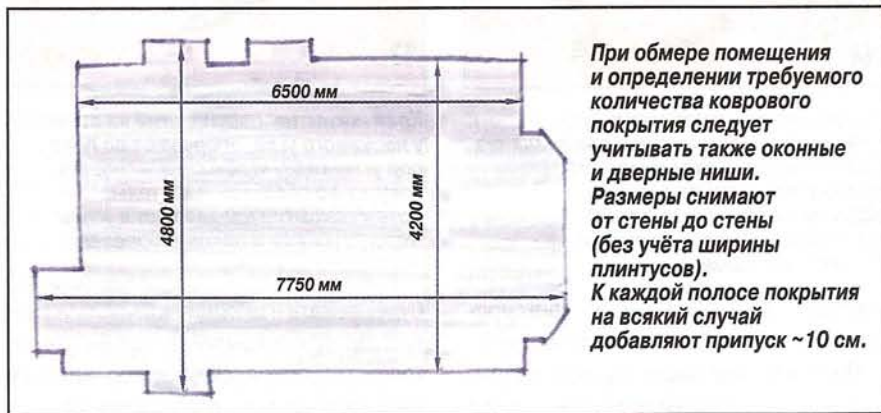 6500 мм
4800 мм
4200 мм
7750 мм
При обмере помещения
и определении требуемого
количества коврового
покрытия следует
учитывать также оконные
и дверные ниши.
Размеры снимают
от стены до стены
(без учёта ширины
плинтусов).
К каждой полосе покрытия
на всякий случай
добавляют припуск ~10 см.